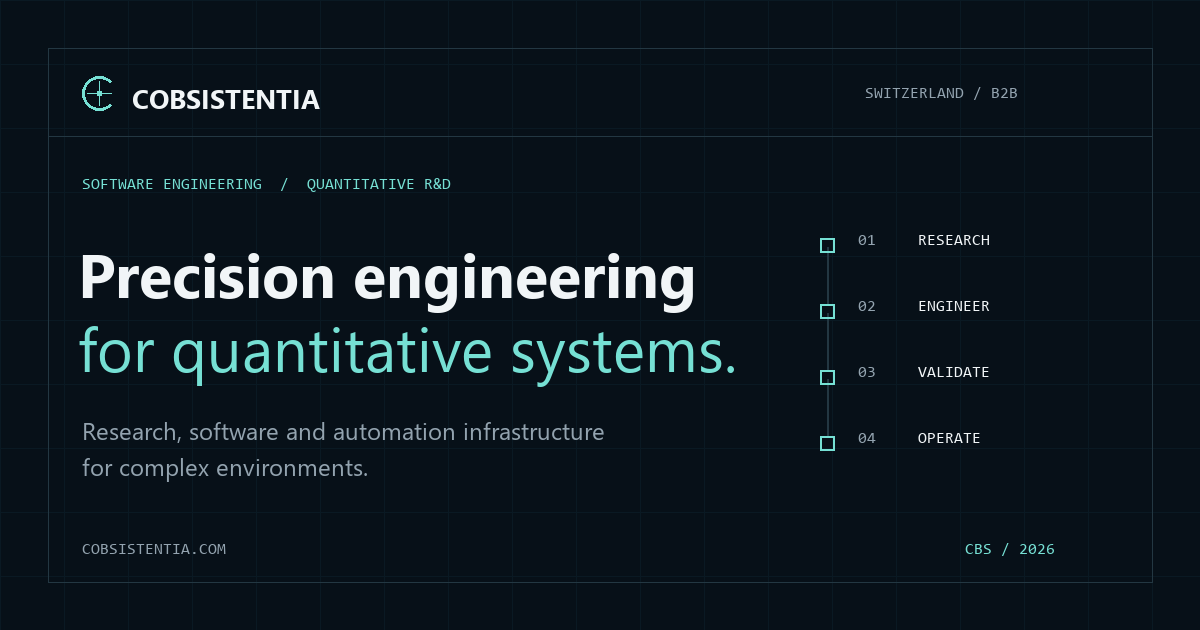 COBSISTENTIA
SWITZERLAND / B2B
SOFTWARE ENGINEERING / QUANTITATIVE R&D
Precision engineering
for quantitative systems.
Research, software and automation infrastructure
for complex environments.
01 RESEARCH
02 ENGINEER
03 VALIDATE
04 OPERATE
COBSISTENTIA.COM
CBS / 2026